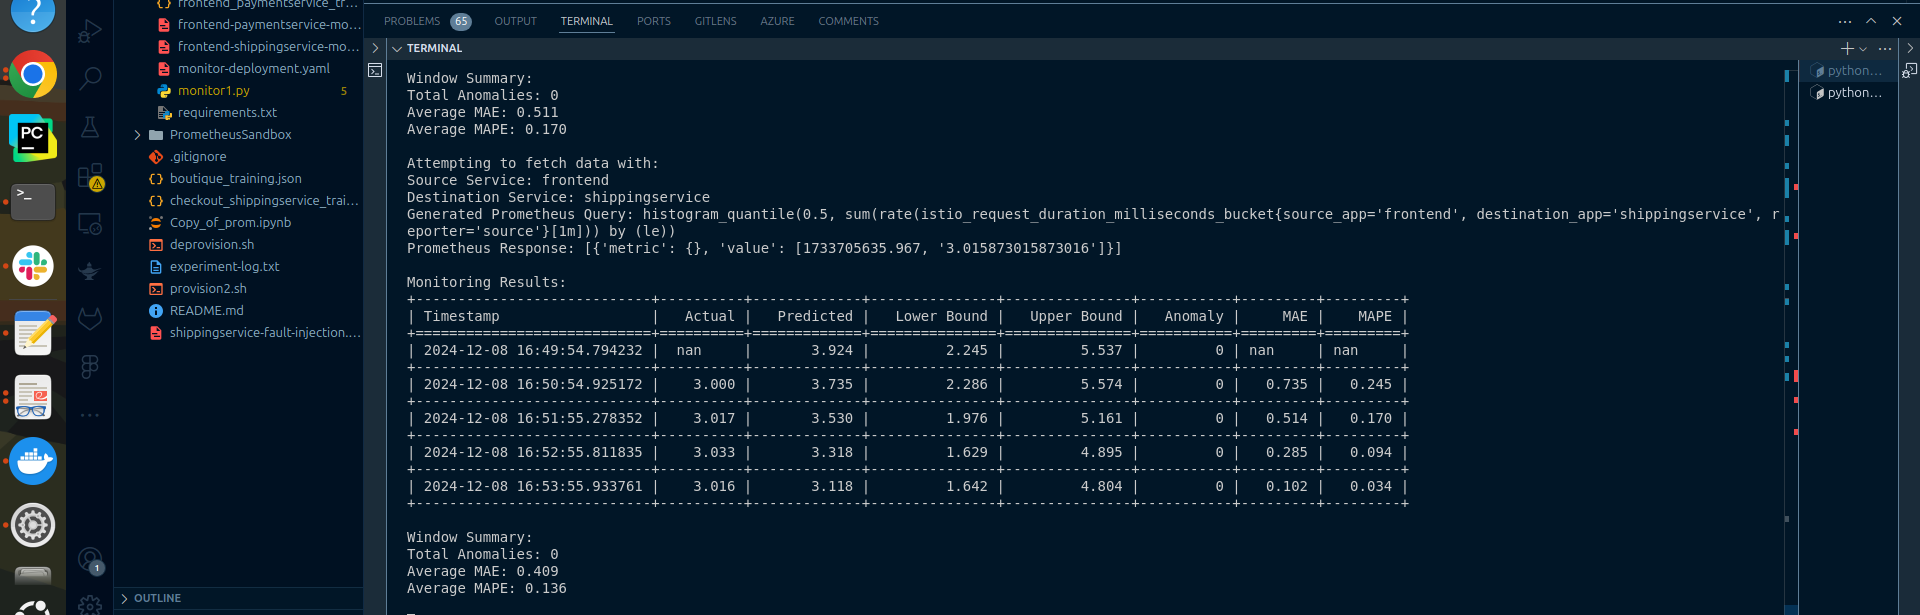 frontend_paymentservice_tr...
frontend-paymentservice-mo...
frontend-shippingservice-mo...
monitor-deployment.yaml
monitor1.py 5
requirements.txt
PrometheusSandbox
.gitignore
boutique_training.json
checkout_shippingservice_trai...
Copy_of_prom.ipynb
deprovision.sh
experiment-log.txt
provision2.sh
README.md
shippingservice-fault-injection....
OUTLINE
1
PC
PROBLEMS 65 OUTPUT TERMINAL PORTS GITLENS AZURE COMMENTS
TERMINAL
python...
python...
Window Summary:
Total Anomalies: 0
Average MAE: 0.511
Average MAPE: 0.170
Attempting to fetch data with:
Source Service: frontend
Destination Service: shippingservice
Generated Prometheus Query: histogram_quantile(0.5, sum(rate(istio_request_duration_milliseconds_bucket{source_app='frontend', destination_app='shippingservice', r
eporter='source'}[1m])) by (le))
Prometheus Response: [{'metric': {}, 'value': [1733705635.967, '3.015873015873016']}]
Monitoring Results:
+----------------------------+----------+-------------+---------------+---------------+-----------+---------+---------+
| Timestamp                  |   Actual |   Predicted |   Lower Bound |   Upper Bound |   Anomaly |     MAE |    MAPE |
+============================+==========+=============+===============+===============+===========+=========+=========+
| 2024-12-08 16:49:54.794232 |  nan     |       3.924 |         2.245 |         5.537 |         0 | nan     | nan     |
+----------------------------+----------+-------------+---------------+---------------+-----------+---------+---------+
| 2024-12-08 16:50:54.925172 |    3.000 |       3.735 |         2.286 |         5.574 |         0 |   0.735 |   0.245 |
+----------------------------+----------+-------------+---------------+---------------+-----------+---------+---------+
| 2024-12-08 16:51:55.278352 |    3.017 |       3.530 |         1.976 |         5.161 |         0 |   0.514 |   0.170 |
+----------------------------+----------+-------------+---------------+---------------+-----------+---------+---------+
| 2024-12-08 16:52:55.811835 |    3.033 |       3.318 |         1.629 |         4.895 |         0 |   0.285 |   0.094 |
+----------------------------+----------+-------------+---------------+---------------+-----------+---------+---------+
| 2024-12-08 16:53:55.933761 |    3.016 |       3.118 |         1.642 |         4.804 |         0 |   0.102 |   0.034 |
+----------------------------+----------+-------------+---------------+---------------+-----------+---------+---------+
Window Summary:
Total Anomalies: 0
Average MAE: 0.409
Average MAPE: 0.136